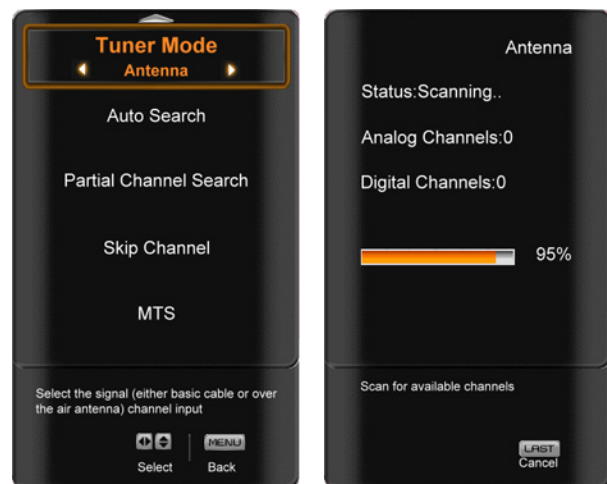 Tuner Mode
Antenna
Auto Search
Partial Channel Search
Skip Channel
MTS
Select the signal (either basic cable or over
the air antenna) channel input
MENU
Select Back
Antenna
Status:Scanning..
Analog Channels:0
Digital Channels:0
95%
Scan for available channels
LAST
Cancel